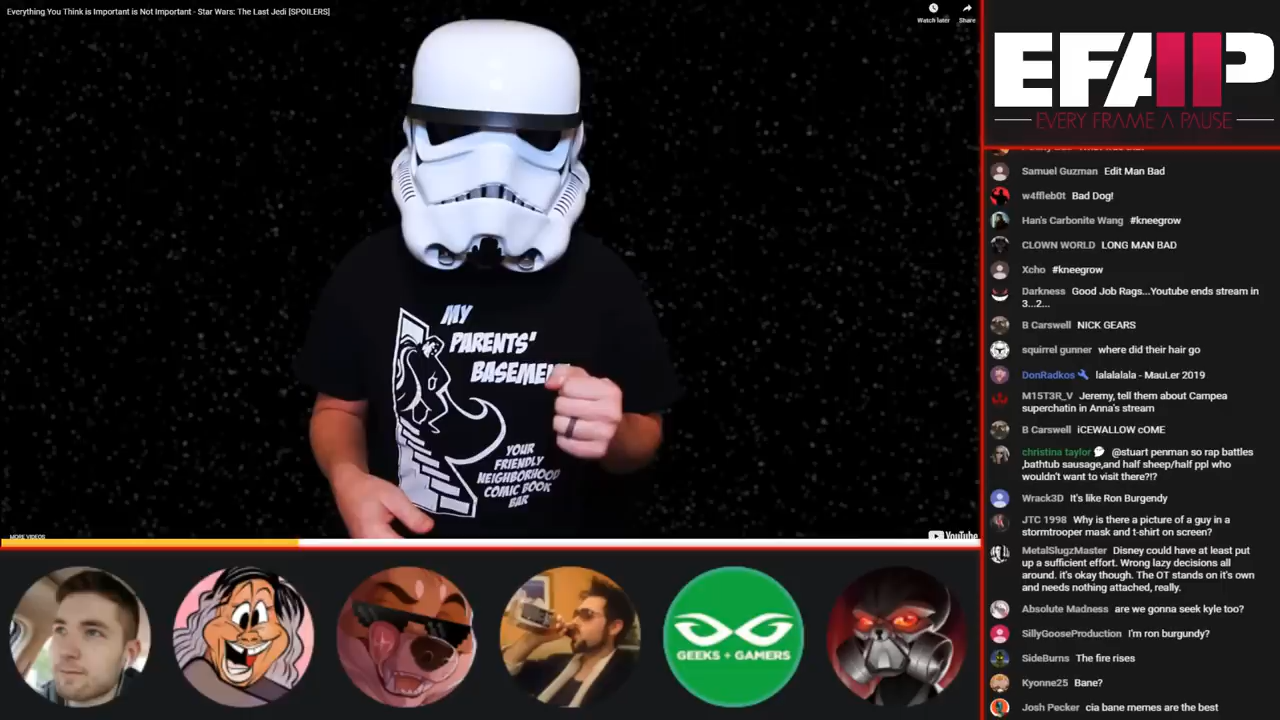 Everything You Think is Important is Not Important - Star Wars: The Last Jedi [SPOILERS]
Watch later
Share
MY
PARENTS'
BASEMENT
YOUR
FRIENDLY
NEIGHBORHOOD
COMIC BOOK
BAR
MORE VIDEOS
YouTube
GEEKS + GAMERS
EFAP
EVERY FRAME A PAUSE
Samuel Guzman Edit Man Bad
w4ffleb0t Bad Dog!
Han's Carbonite Wang #kneegrow
CLOWN WORLD LONG MAN BAD
Xcho #kneegrow
Darkness Good Job Rags...Youtube ends stream in
3...2...
B Carswell NICK GEARS
squirrel gunner where did their hair go
DonRadkos lalalalala - MauLer 2019
M15T3R_V Jeremy, tell them about Campea
superchatin in Anna's stream
B Carswell iCEWALLOW cOME
christina taylor @stuart penman so rap battles
,bathtub sausage,and half sheep/half ppl who
wouldn't want to visit there?!?
Wrack3D It's like Ron Burgendy
JTC 1998 Why is there a picture of a guy in a
stormtrooper mask and t-shirt on screen?
MetalSlugzMaster Disney could have at least put
up a sufficient effort. Wrong lazy decisions all
around. it's okay though. The OT stands on it's own
and needs nothing attached, really.
Absolute Madness are we gonna seek kyle too?
SillyGooseProduction I'm ron burgundy?
SideBurns The fire rises
Kyonne25 Bane?
Josh Pecker cia bane memes are the best